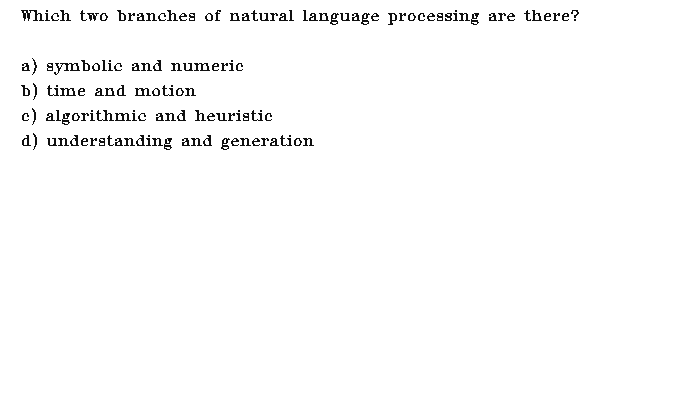 Which two branches of natural language processing are there?
a) symbolic and numeric
b) time and motion
c) algorithmic and heuristic
d) understanding and generation